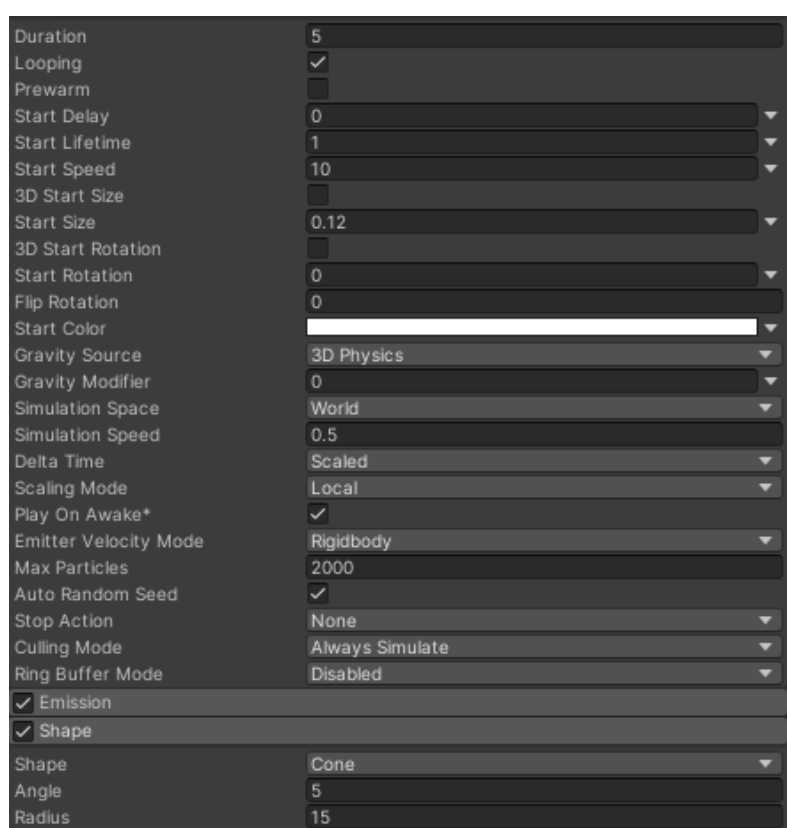 Duration 5
Looping
Prewarm
Start Delay 0
Start Lifetime 1
Start Speed 10
3D Start Size
Start Size 0.12
3D Start Rotation
Start Rotation 0
Flip Rotation 0
Start Color
Gravity Source 3D Physics
Gravity Modifier 0
Simulation Space World
Simulation Speed 0.5
Delta Time Scaled
Scaling Mode Local
Play On Awake*
Emitter Velocity Mode Rigidbody
Max Particles 2000
Auto Random Seed
Stop Action None
Culling Mode Always Simulate
Ring Buffer Mode Disabled
Emission
Shape
Shape Cone
Angle 5
Radius 15